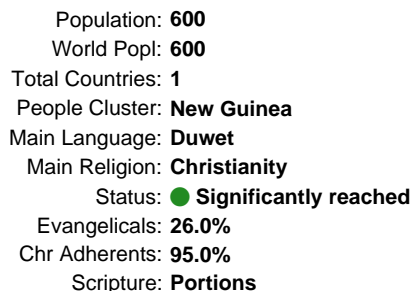 Population: 600
World Popl: 600
Total Countries: 1
People Cluster: New Guinea
Main Language: Duwet
Main Religion: Christianity
Status: Significantly reached
Evangelicals: 26.0%
Chr Adherents: 95.0%
Scripture: Portions